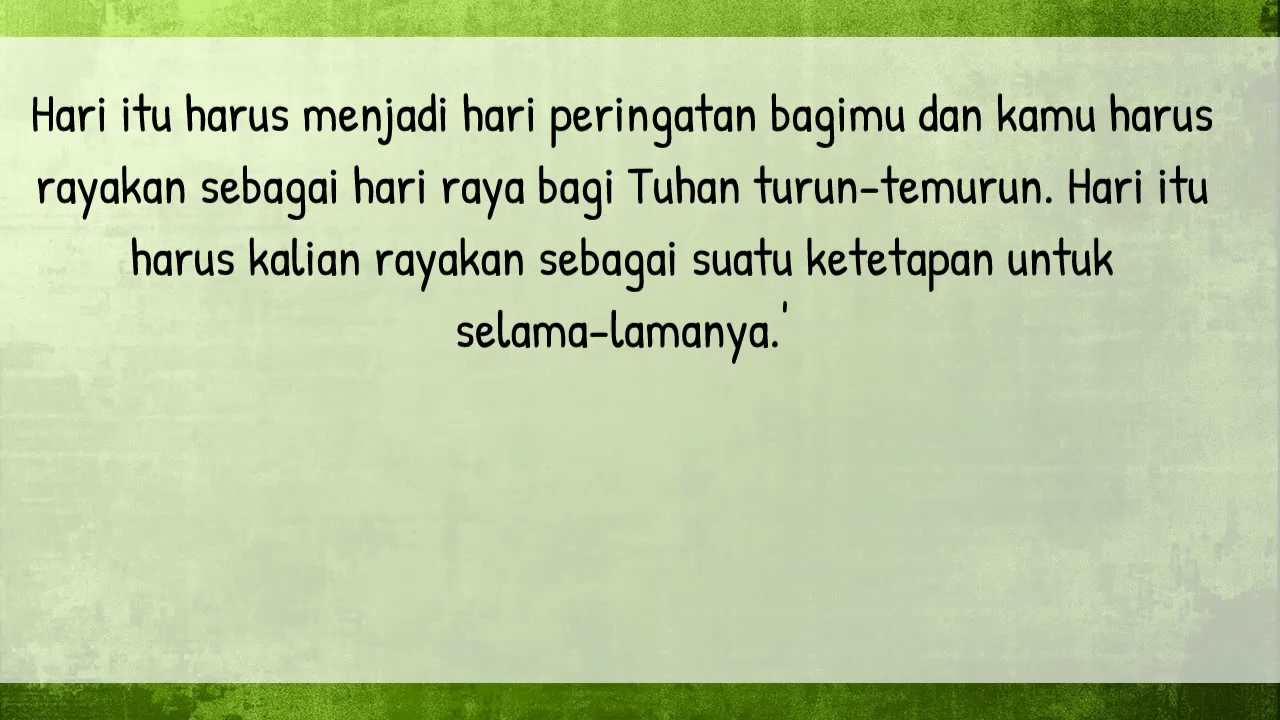 Hari itu harus menjadi hari peringatan bagimu dan kamu harus
rayakan sebagai hari raya bagi Tuhan turun-temurun. Hari itu
harus kalian rayakan sebagai suatu ketetapan untuk
selama-lamanya.'